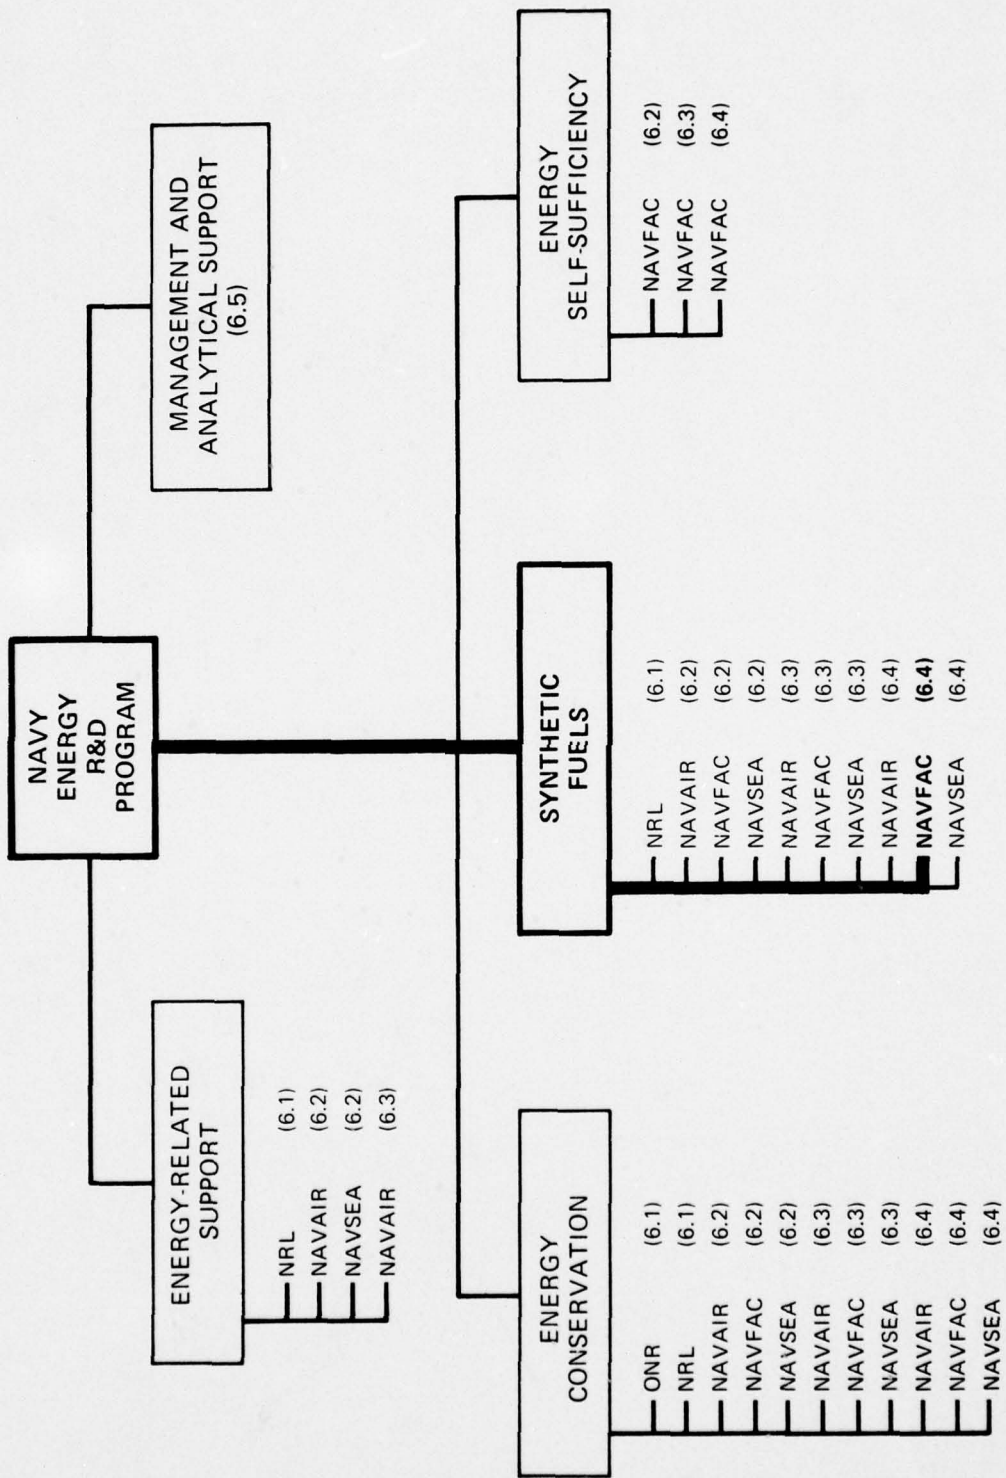 NAVY
ENERGY
R&D
PROGRAM
ENERGY-RELATED
SUPPORT
NRL (6.1)
NAVAIR (6.2)
NAVSEA (6.2)
NAVAIR (6.3)
MANAGEMENT AND
ANALYTICAL SUPPORT
(6.5)
ENERGY
CONSERVATION
ONR (6.1)
NRL (6.1)
NAVAIR (6.2)
NAVFAC (6.2)
NAVSEA (6.2)
NAVAIR (6.3)
NAVFAC (6.3)
NAVSEA (6.3)
NAVAIR (6.4)
NAVFAC (6.4)
NAVSEA (6.4)
SYNTHETIC
FUELS
NRL (6.1)
NAVAIR (6.2)
NAVFAC (6.2)
NAVSEA (6.2)
NAVAIR (6.3)
NAVFAC (6.3)
NAVSEA (6.3)
NAVAIR (6.4)
NAVFAC (6.4)
NAVSEA (6.4)
ENERGY
SELF-SUFFICIENCY
NAVFAC (6.2)
NAVFAC (6.3)
NAVFAC (6.4)